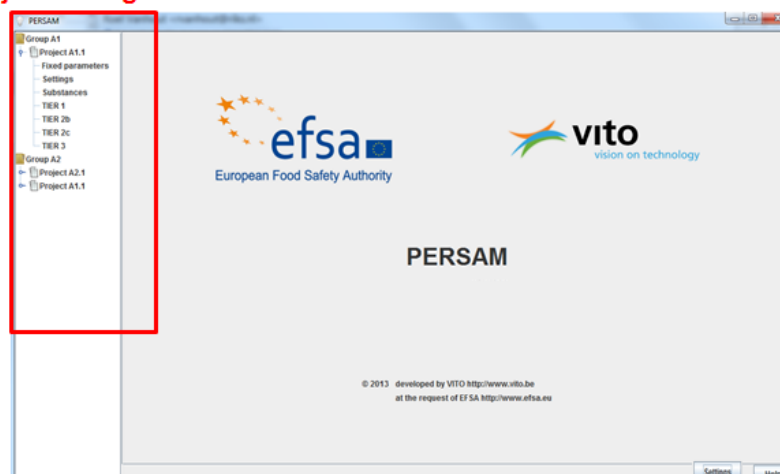 PERSAM
Group A1
Project A1.1
Fixed parameters
Settings
Substances
TIER 1
TIER 2b
TIER 2c
TIER 3
Group A2
Project A2.1
Project A1.1
efsa
European Food Safety Authority
vito
vision on technology
PERSAM
© 2013 developed by VITO http://www.vito.be
at the request of EFSA http://www.efsa.eu
Settings